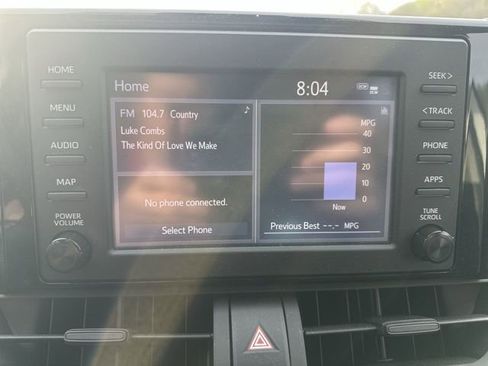 HOME
MENU
AUDIO
MAP
POWER
VOLUME
Home
8:04
FM 104.7 Country
Luke Combs
The Kind Of Love We Make
No phone connected.
Select Phone
MPG
40
30
20
10
0
Now
Previous Best --.- MPG
SEEK >
< TRACK
PHONE
APPS
TUNE
SCROLL